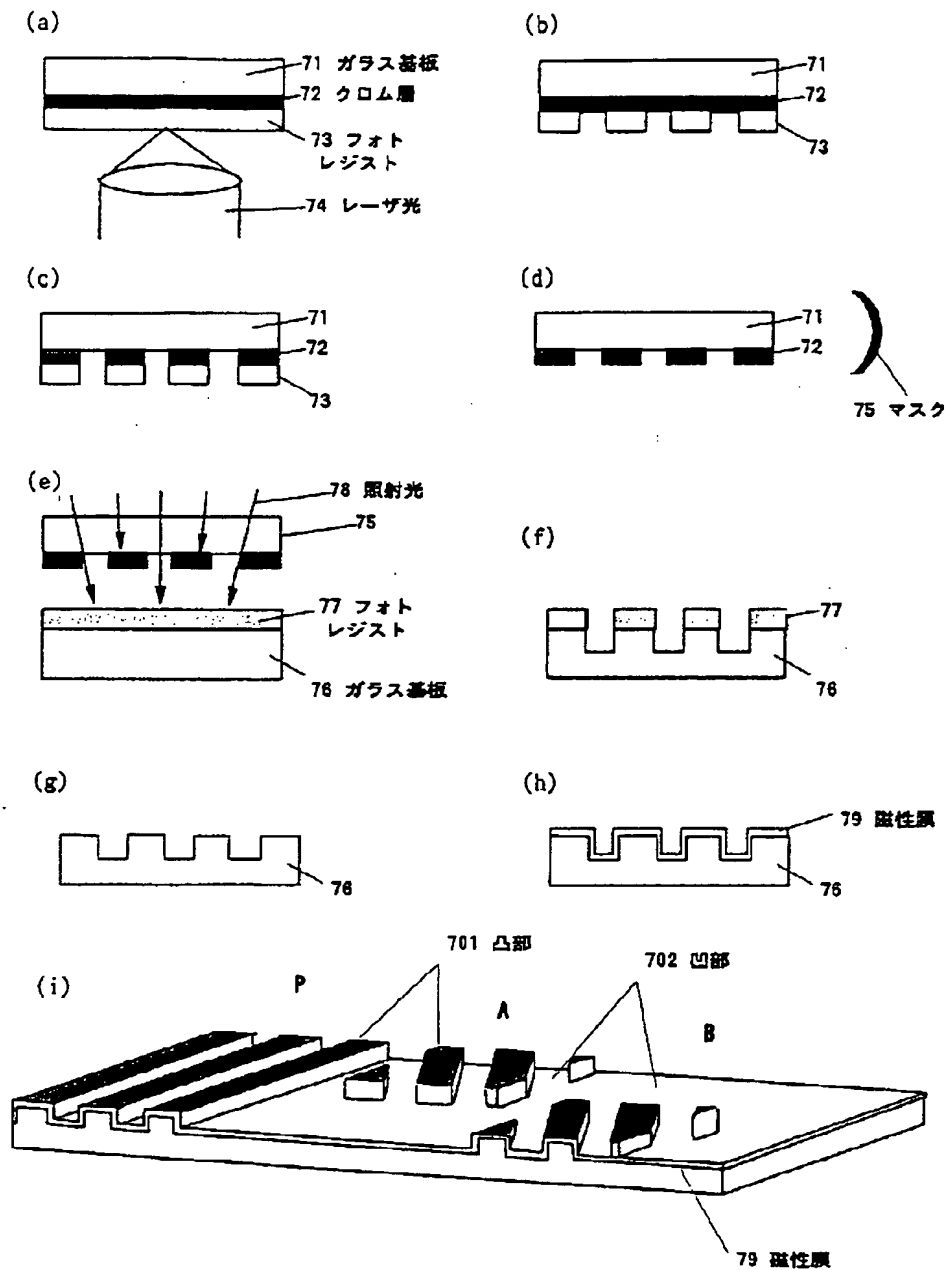 (a)
71 ガラス基板
72 クロム層
73 フォト
レジスト
74 レーザ光
(b)
71
72
73
(c)
71
72
73
(d)
71
72
75 マスク
(e)
78 照射光
75
77 フォト
レジスト
76 ガラス基板
(f)
77
76
(g)
76
(h)
79 磁性膜
76
(i)
P
701 凸部
A
702 凹部
B
79 磁性膜